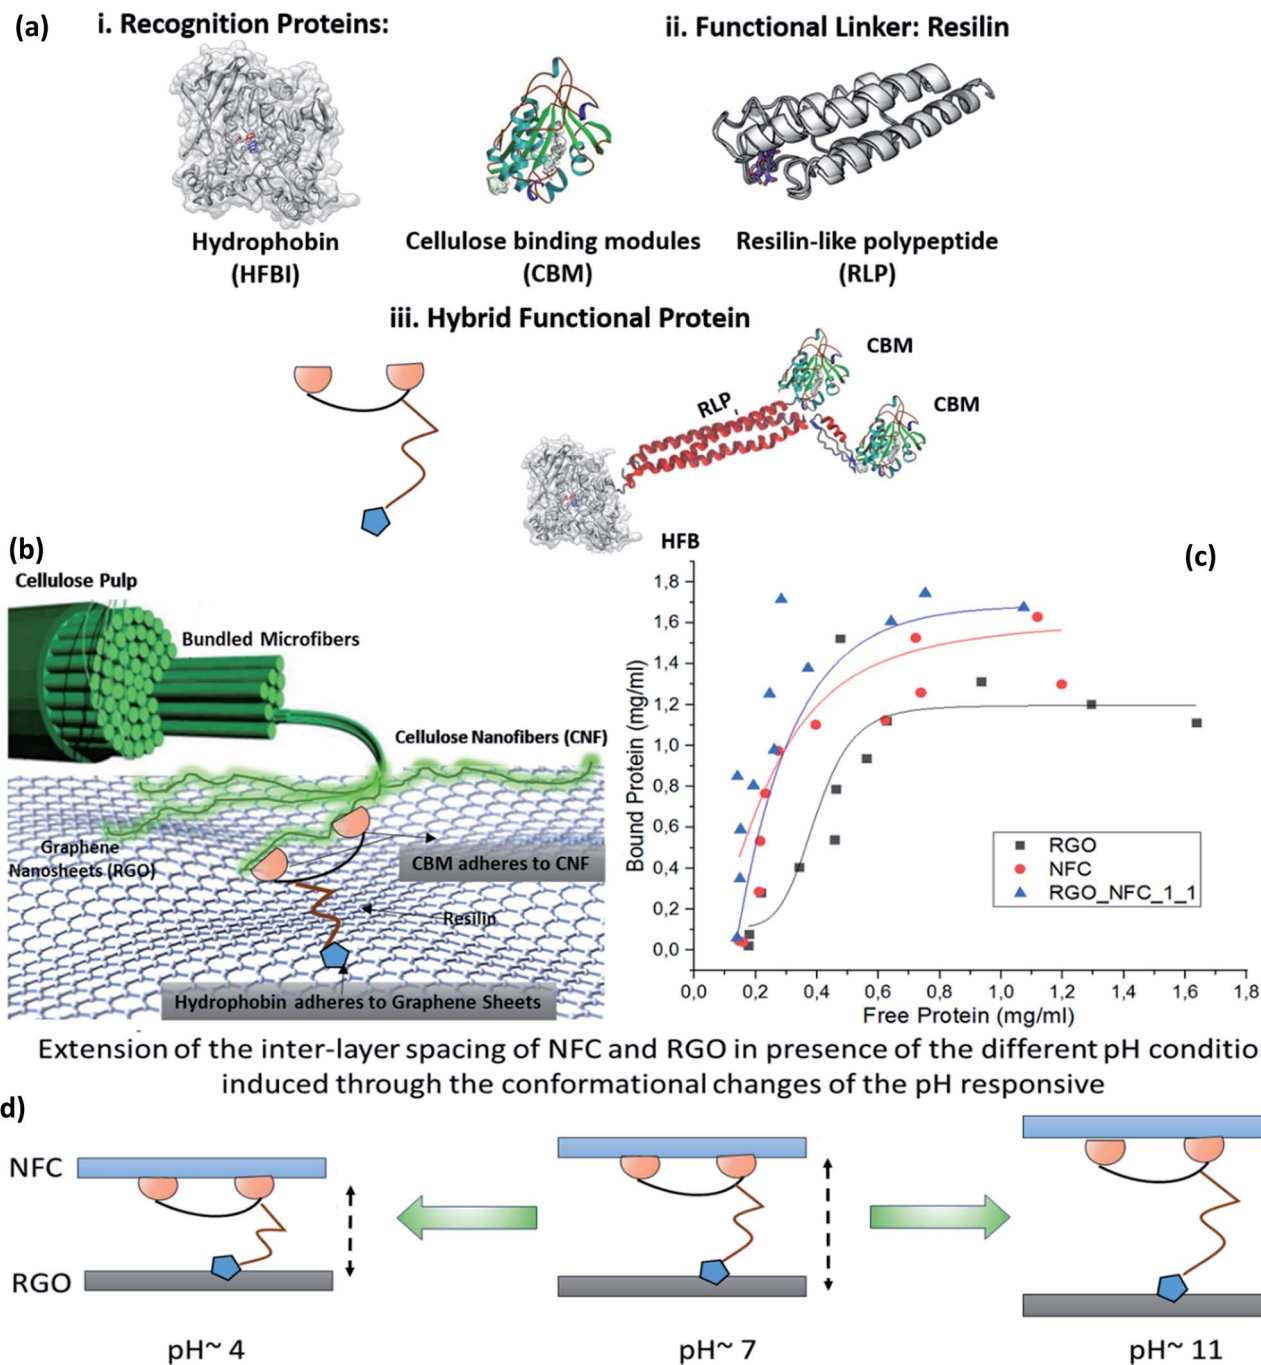 (a)
i. Recognition Proteins:
ii. Functional Linker: Resilin
Hydrophobin
(HFBI)
Cellulose binding modules
(CBM)
Resilin-like polypeptide
(RLP)
iii. Hybrid Functional Protein
CBM
RLP
CBM
HFB
(b)
Cellulose Pulp
Bundled Microfibers
Cellulose Nanofibers (CNF)
Graphene
Nanosheets (RGO)
CBM adheres to CNF
Resilin
Hydrophobin adheres to Graphene Sheets
(c)
Bound Protein (mg/ml)
1,8
1,6
1,4
1,2
1,0
0,8
0,6
0,4
0,2
0,0
RGO
NFC
RGO_NFC_1_1
0,0 0,2 0,4 0,6 0,8 1,0 1,2 1,4 1,6 1,8
Free Protein (mg/ml)
Extension of the inter-layer spacing of NFC and RGO in presence of the different pH condition
induced through the conformational changes of the pH responsive
d)
NFC
RGO
pH~ 4
pH~ 7
pH~ 11